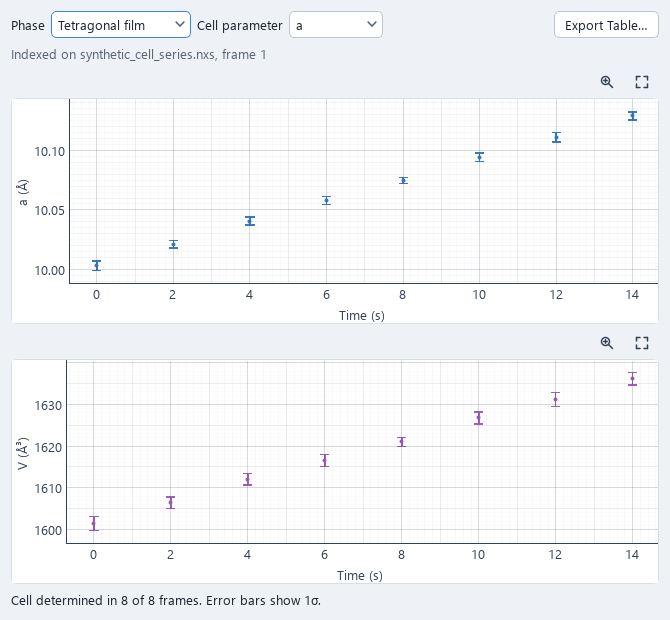 Phase Tetragonal film Cell parameter a Export Table...
Indexed on synthetic_cell_series.nxs, frame 1
10.10
10.05
10.00
a (Å)
0 2 4 6 8 10 12 14
Time (s)
1630
1620
1610
1600
V (Å³)
0 2 4 6 8 10 12 14
Time (s)
Cell determined in 8 of 8 frames. Error bars show 1σ.